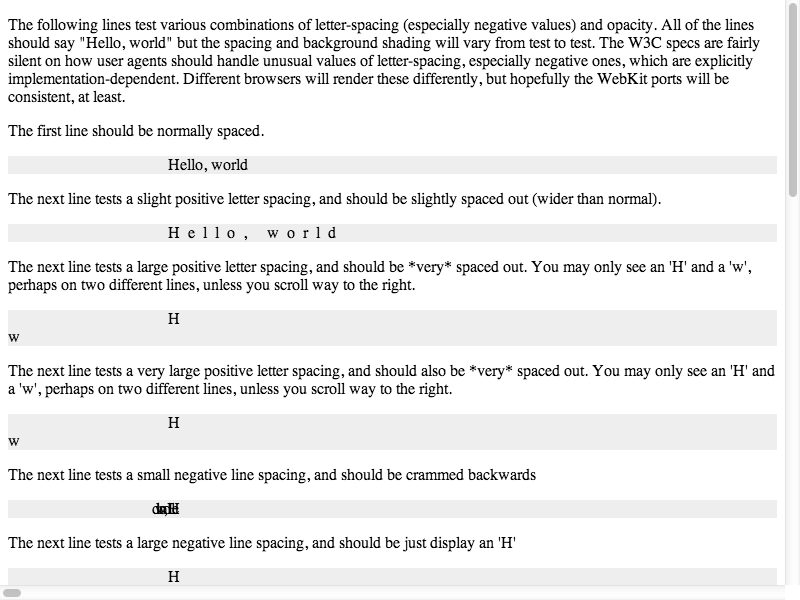 The following lines test various combinations of letter-spacing (especially negative values) and opacity. All of the lines
should say "Hello, world" but the spacing and background shading will vary from test to test. The W3C specs are fairly
silent on how user agents should handle unusual values of letter-spacing, especially negative ones, which are explicitly
implementation-dependent. Different browsers will render these differently, but hopefully the WebKit ports will be
consistent, at least.
The first line should be normally spaced.
Hello, world
The next line tests a slight positive letter spacing, and should be slightly spaced out (wider than normal).
H e l l o ,   w o r l d
The next line tests a large positive letter spacing, and should be *very* spaced out. You may only see an 'H' and a 'w',
perhaps on two different lines, unless you scroll way to the right.
H
w
The next line tests a very large positive letter spacing, and should also be *very* spaced out. You may only see an 'H' and
a 'w', perhaps on two different lines, unless you scroll way to the right.
H
w
The next line tests a small negative line spacing, and should be crammed backwards
The next line tests a large negative line spacing, and should be just display an 'H'
H